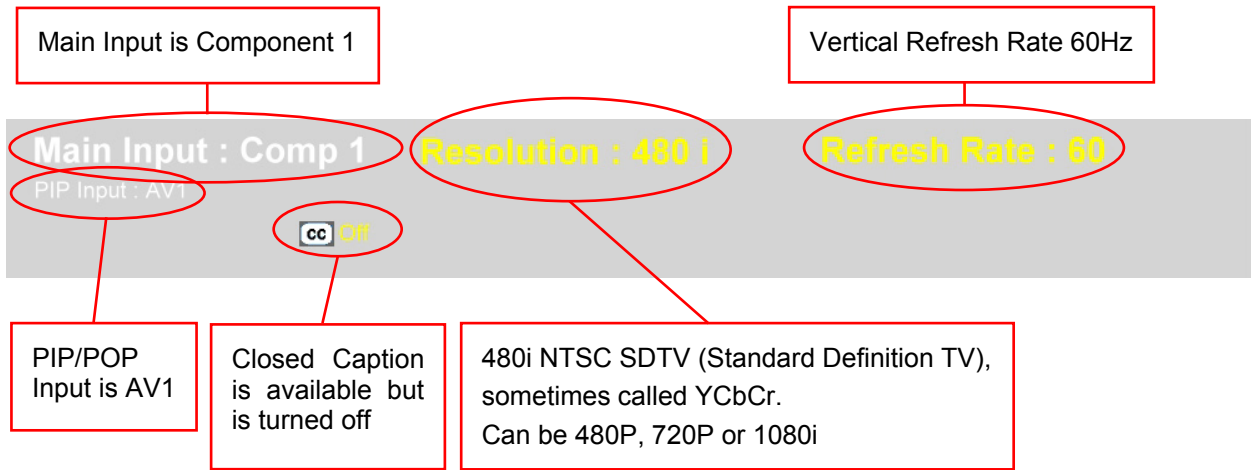 Main Input is Component 1
Vertical Refresh Rate 60Hz
Main Input : Comp 1
Resolution : 480 i
Refresh Rate : 60
PIP Input : AV1
cc Off
PIP/POP
Input is AV1
Closed Caption
is available but
is turned off
480i NTSC SDTV (Standard Definition TV),
sometimes called YCbCr.
Can be 480P, 720P or 1080i